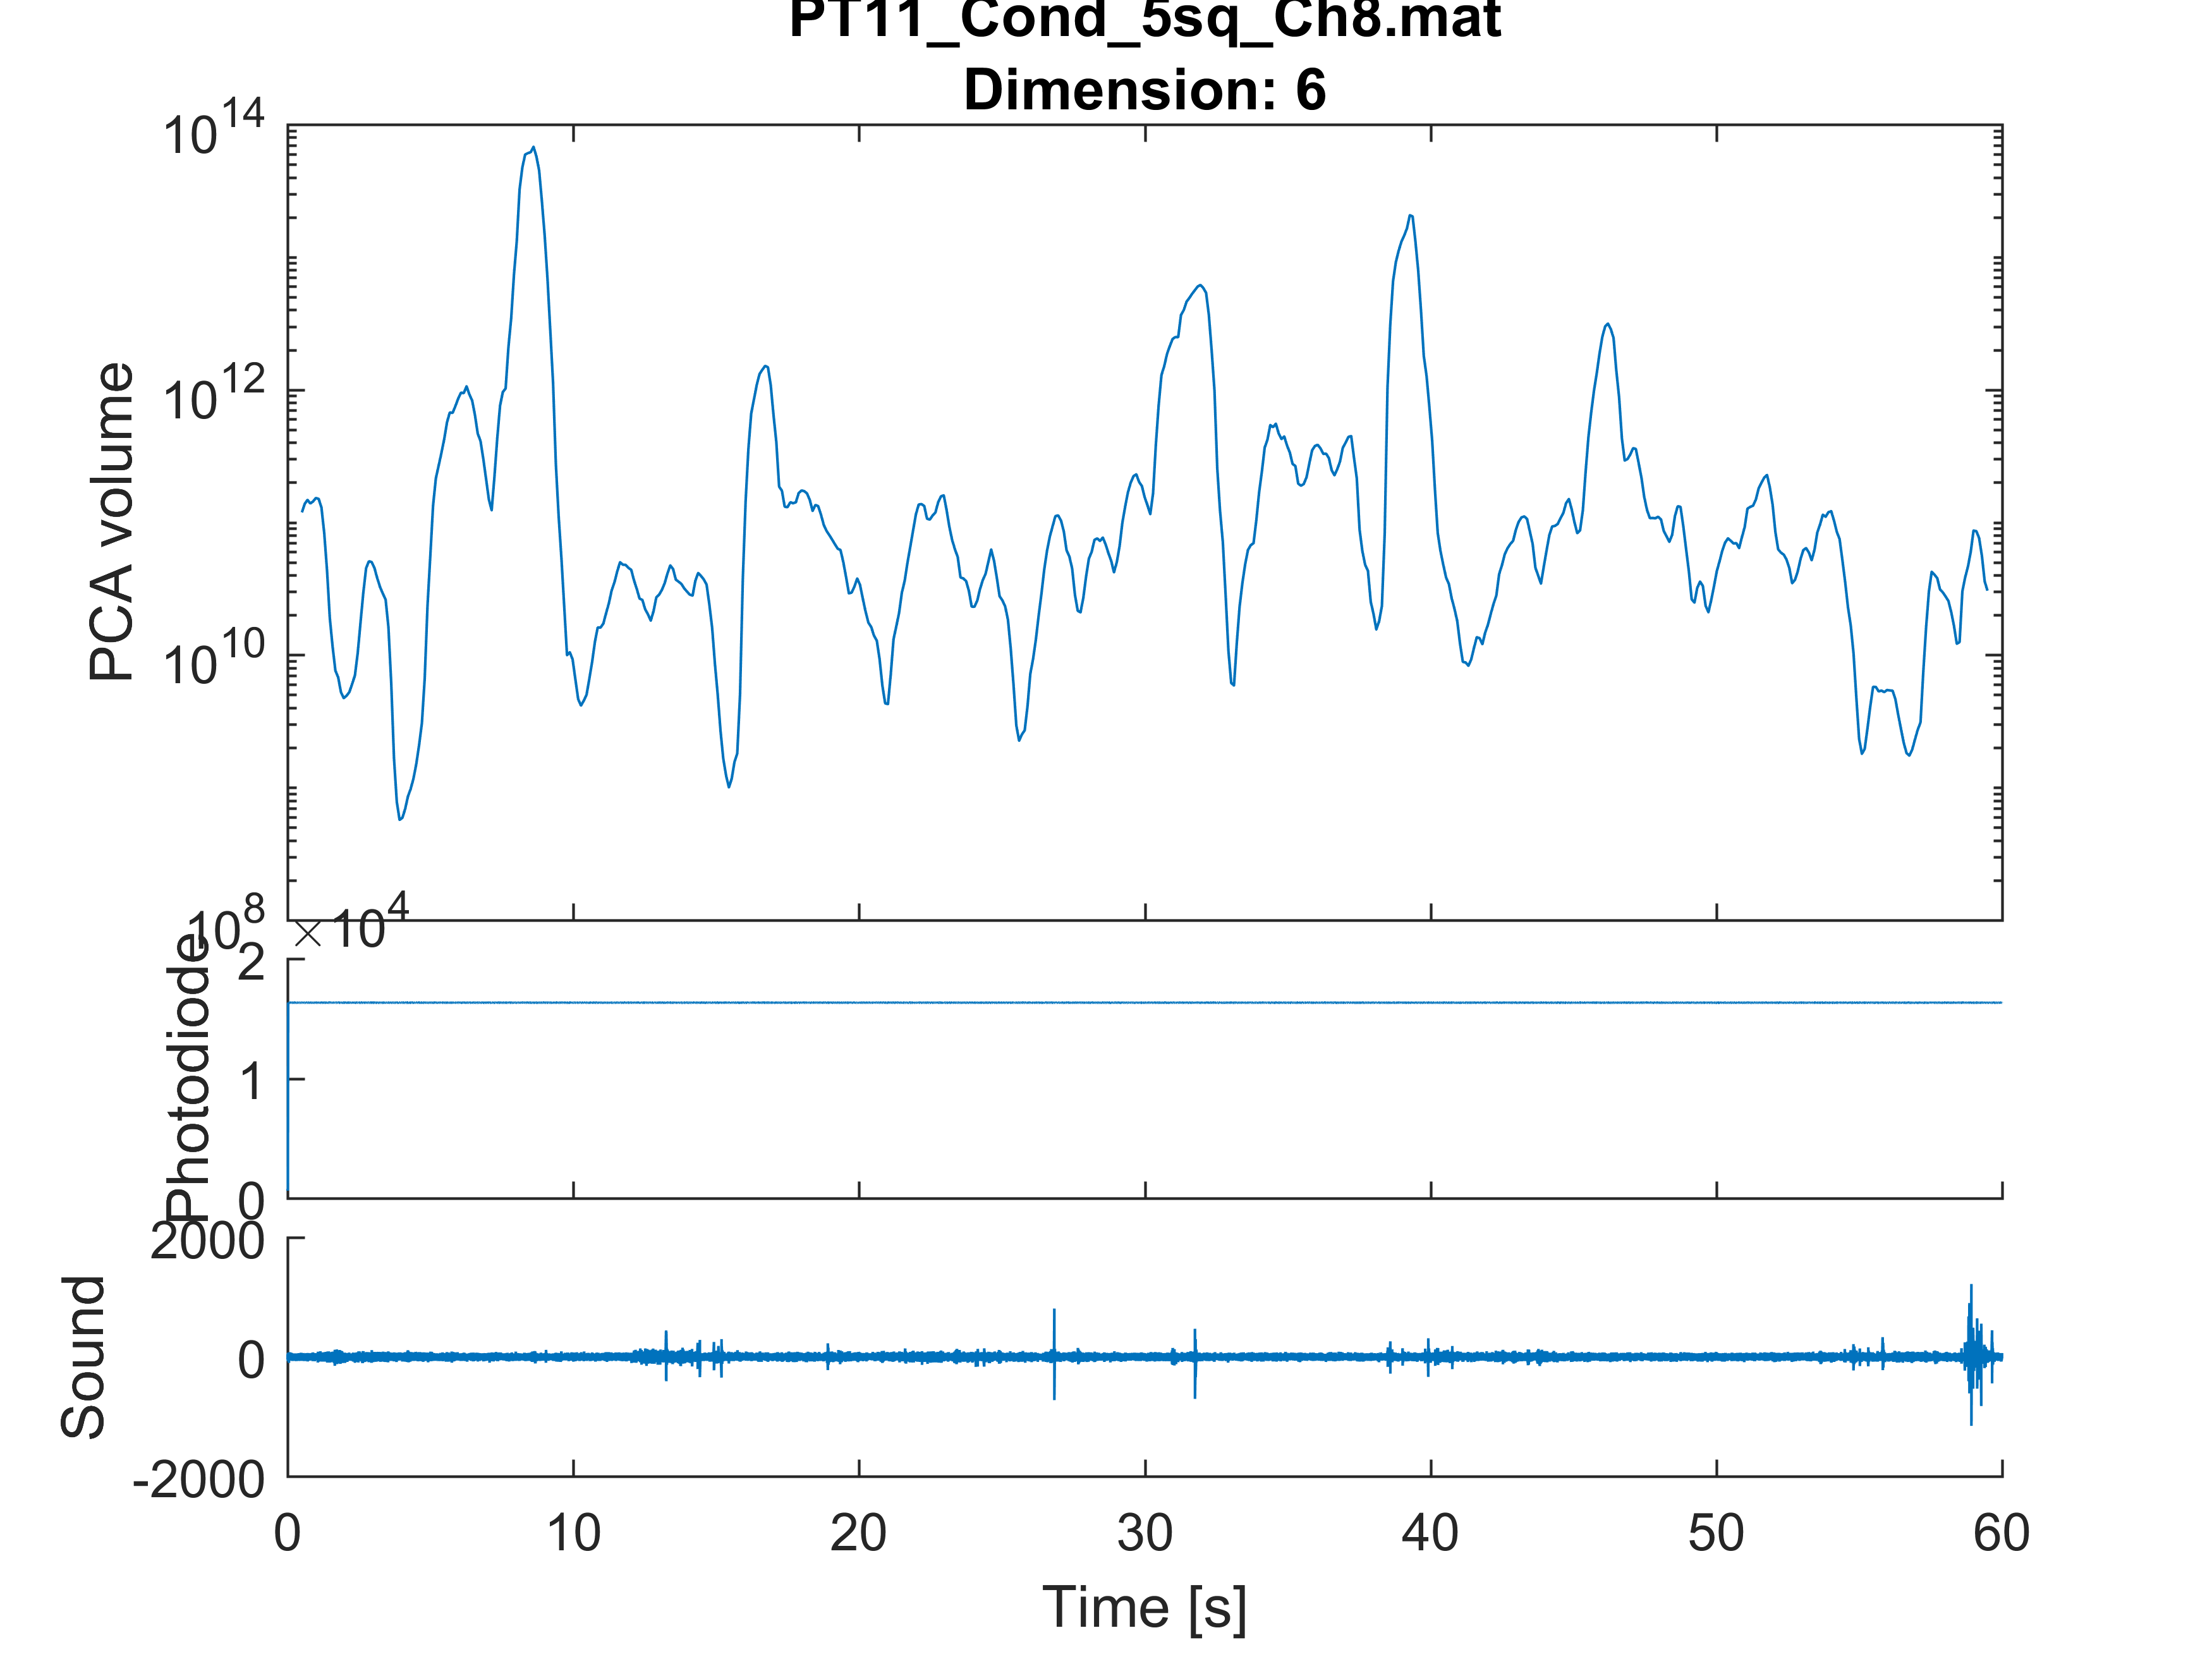 PT11_Cond_5sq_Ch8.mat
Dimension: 6
10^14
10^12
10^10
10^8
PCA volume
× 10^4
2
1
0
Photodiode
2000
0
-2000
Sound
0 10 20 30 40 50 60
Time [s]